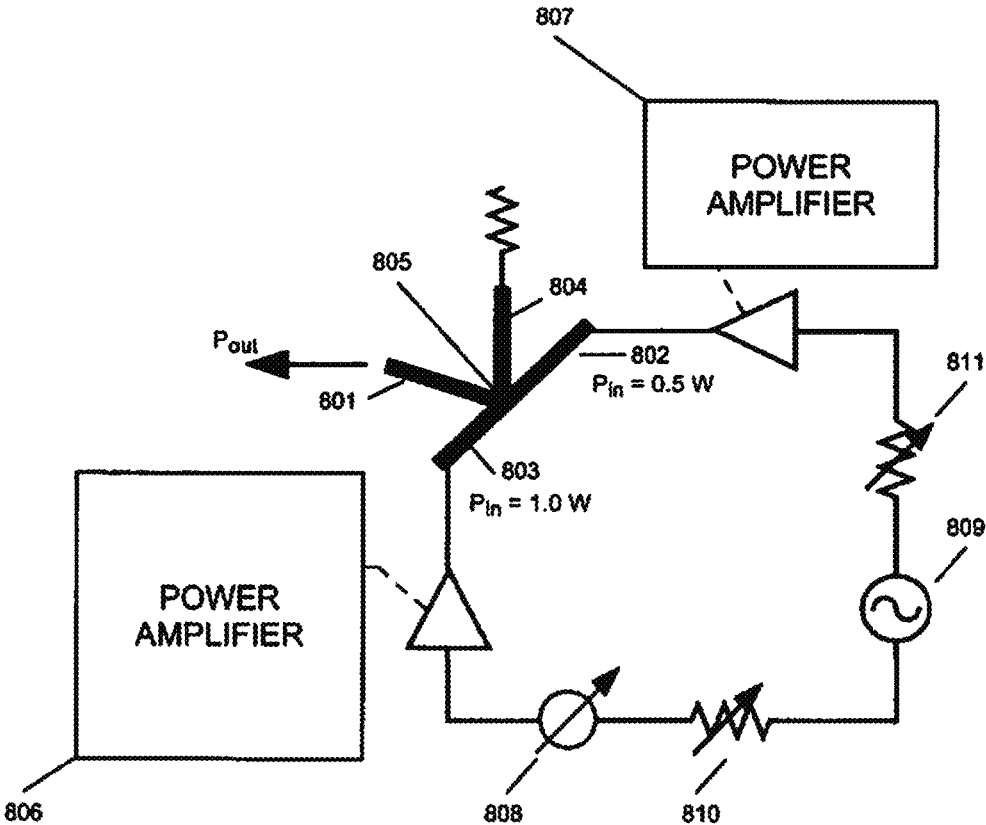 807
POWER
AMPLIFIER
805
804
Pout
802
801
Pin = 0.5 W
811
803
Pin = 1.0 W
809
POWER
AMPLIFIER
806
808
810